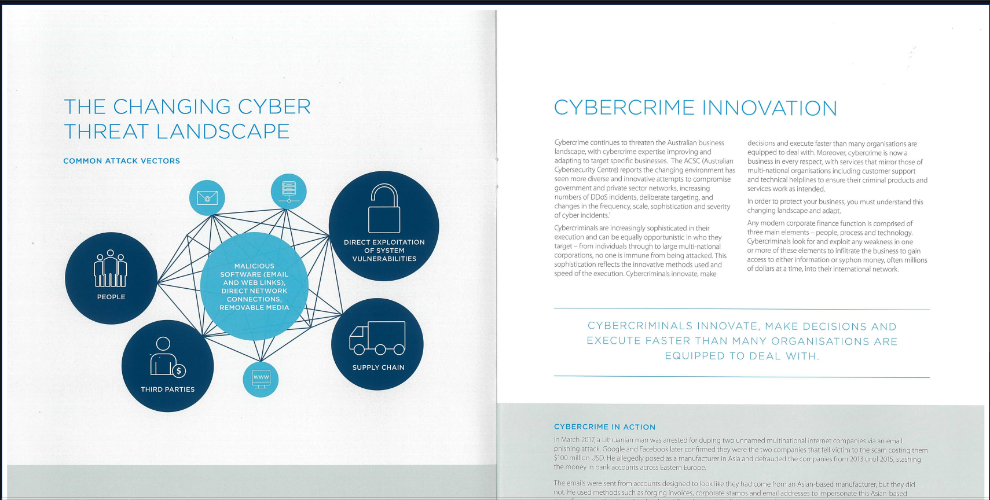 THE CHANGING CYBER
THREAT LANDSCAPE
COMMON ATTACK VECTORS
DIRECT EXPLOITATION
OF SYSTEM
VULNERABILITIES
MALICIOUS
SOFTWARE (EMAIL
AND WEB LINKS),
DIRECT NETWORK
CONNECTIONS,
REMOVABLE MEDIA
PEOPLE
SUPPLY CHAIN
WWW
THIRD PARTIES
$
CYBERCRIME INNOVATION
Cybercrime continues to threaten the Australian business
landscape, with cybercrime expertise improving and
adapting to target specific businesses. The ACSC (Australian
Cybersecurity Centre) reports the changing environment has
seen more diverse and innovative attempts to compromise
government and private sector networks, increasing
numbers of DDoS incidents, deliberate targeting, and
changes in the frequency, scale, sophistication and severity
of cyber incidents.
Cybercriminals are increasingly sophisticated in their
execution and can be equally opportunistic in who they
target – from individuals through to large multi-national
corporations, no one is immune from being attacked. This
sophistication reflects the innovative methods used and
speed of the execution. Cybercriminals innovate, make
decisions and execute faster than many organisations are
equipped to deal with. Moreover, cybercrime is now a
business in every respect, with services that mirror those of
multi-national organisations including customer support
and technical helplines to ensure their criminal products and
services work as intended.
In order to protect your business, you must understand this
changing landscape and adapt.
Any modern corporate finance function is comprised of
three main elements – people, process and technology.
Cybercriminals look for and exploit any weakness in one
or more of these elements to infiltrate the business to gain
access to either information or syphon money, often millions
of dollars at a time, into their international network.
CYBERCRIMINALS INNOVATE, MAKE DECISIONS AND
EXECUTE FASTER THAN MANY ORGANISATIONS ARE
EQUIPPED TO DEAL WITH.
CYBERCRIME IN ACTION
In March 2017, a Lithuanian man was arrested for duping two unnamed multinational internet companies via an email
phishing attack. Google and Facebook later confirmed they were the two companies that fell victim to the scam costing them
$100 million USD. He allegedly posed as a manufacturer in Asia and defrauded the companies from 2013 until 2015, stashing
the money in bank accounts across Eastern Europe.
The emails were sent from accounts designed to look like they had come from an Asian-based manufacturer, but they did
not. He used methods such as forging invoices, corporate stamps and email addresses to impersonate this Asian-based